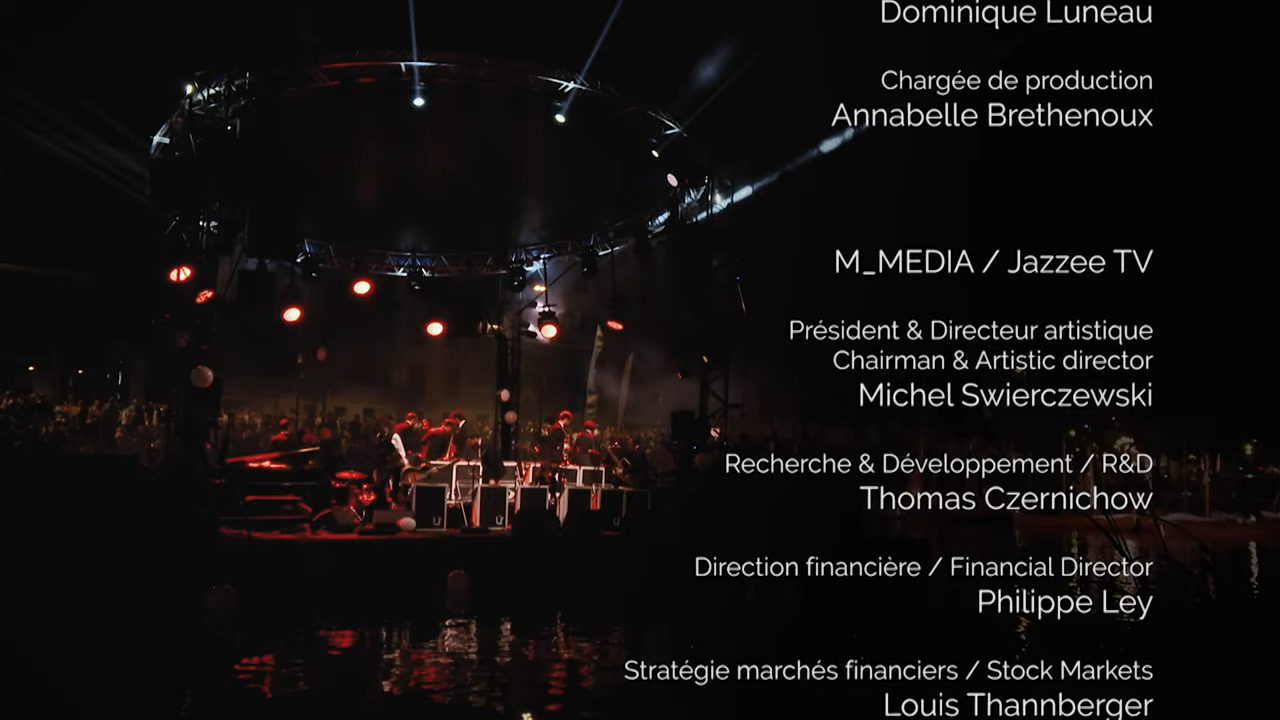 Dominique Luneau
Chargée de production
Annabelle Brethenoux
M_MEDIA / Jazzee TV
Président & Directeur artistique
Chairman & Artistic director
Michel Swierczewski
Recherche & Développement / R&D
Thomas Czernichow
Direction financière / Financial Director
Philippe Ley
Stratégie marchés financiers / Stock Markets
Louis Thannberger